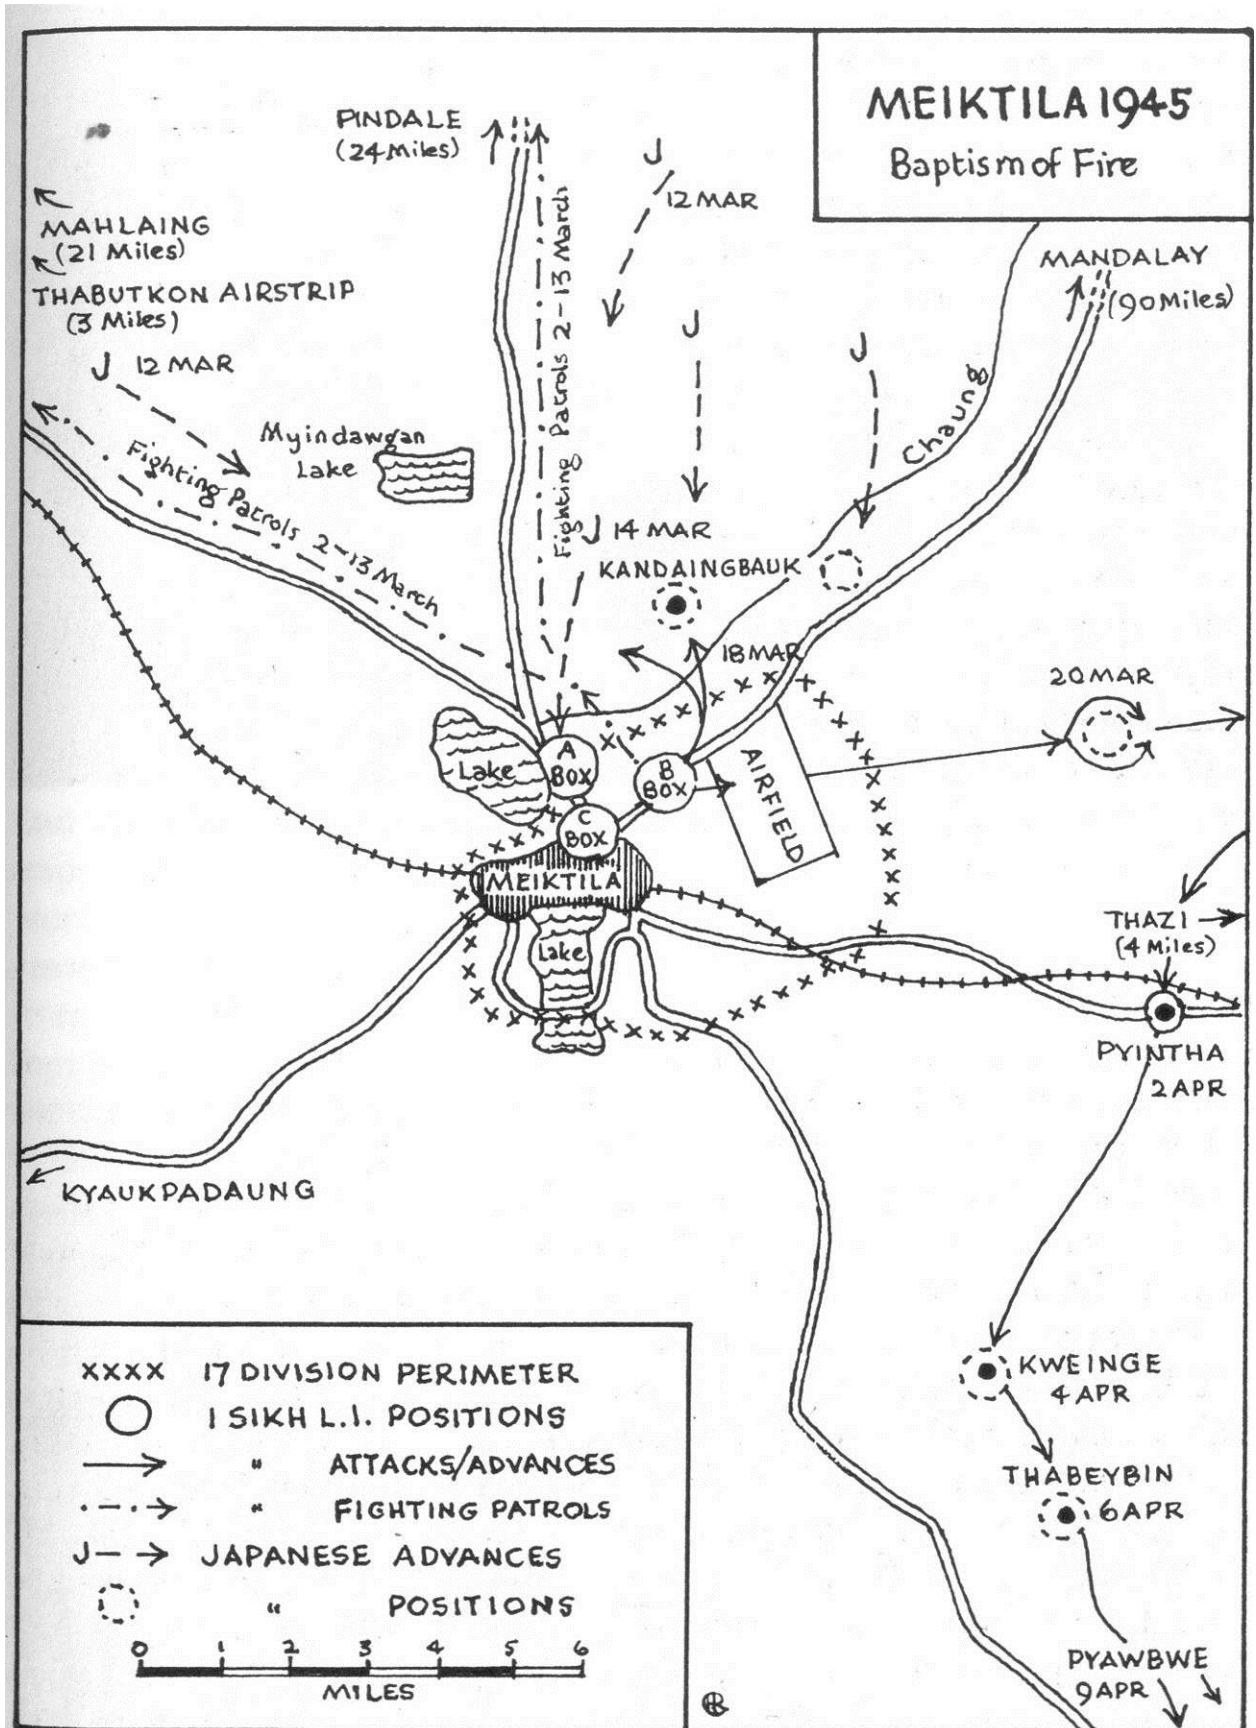 MEIKTILA 1945
Baptism of Fire
PINDALE
(24 Miles)
J
12 MAR
MAHLAING
(21 Miles)
THABUTKON AIRSTRIP
(3 Miles)
J 12 MAR
MANDALAY
(90 Miles)
J
J
Chaung
Myindawgan
Lake
Fighting Patrols 2-13 March
Fighting Patrols 2-13 March
J 14 MAR
KANDAINGBAUK
18 MAR
20 MAR
Lake
A
BOX
B
BOX
C
BOX
AIRFIELD
MEIKTILA
Lake
THAZI
(4 Miles)
PYINTHA
2 APR
KYAUKPADAUNG
KWEINGE
4 APR
THABEYBIN
6 APR
PYAWBWE
9 APR
XXXX 17 DIVISION PERIMETER
1 SIKH L.I. POSITIONS
" ATTACKS/ADVANCES
" FIGHTING PATROLS
J JAPANESE ADVANCES
" POSITIONS
0 1 2 3 4 5 6
MILES